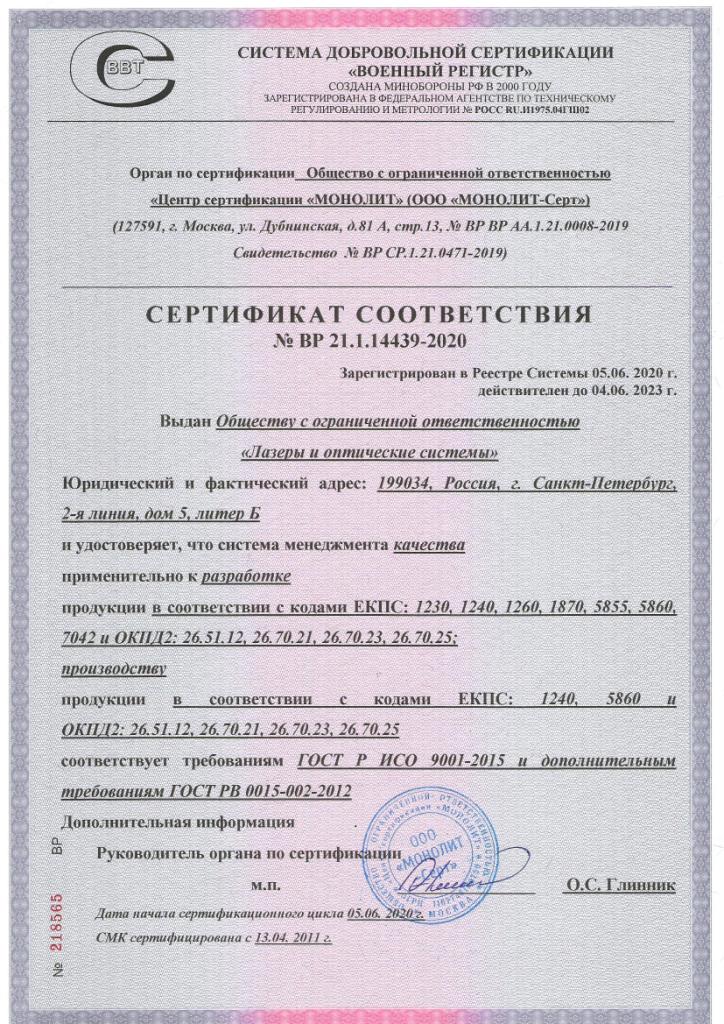 ВВТ
СИСТЕМА ДОБРОВОЛЬНОЙ СЕРТИФИКАЦИИ
«ВОЕННЫЙ РЕГИСТР»
СОЗДАНА МИНОБОРОНЫ РФ В 2000 ГОДУ
ЗАРЕГИСТРИРОВАНА В ФЕДЕРАЛЬНОМ АГЕНТСТВЕ ПО ТЕХНИЧЕСКОМУ
РЕГУЛИРОВАНИЮ И МЕТРОЛОГИИ № РОСС RU.И1975.04ГШ02
Орган по сертификации Общество с ограниченной ответственностью
«Центр сертификации «МОНОЛИТ» (ООО «МОНОЛИТ-Серт»)
(127591, г. Москва, ул. Дубнинская, д.81 А, стр.13, № ВР ВР АА.1.21.0008-2019
Свидетельство № ВР СР.1.21.0471-2019)
СЕРТИФИКАТ СООТВЕТСТВИЯ
№ ВР 21.1.14439-2020
Зарегистрирован в Реестре Системы 05.06. 2020 г.
действителен до 04.06. 2023 г.
Выдан Обществу с ограниченной ответственностью
«Лазеры и оптические системы»
Юридический и фактический адрес: 199034, Россия, г. Санкт-Петербург,
2-я линия, дом 5, литер Б
и удостоверяет, что система менеджмента качества
применительно к разработке
продукции в соответствии с кодами ЕКПС: 1230, 1240, 1260, 1870, 5855, 5860,
7042 и ОКПД2: 26.51.12, 26.70.21, 26.70.23, 26.70.25;
производству
продукции в соответствии с кодами ЕКПС: 1240, 5860 и
ОКПД2: 26.51.12, 26.70.21, 26.70.23, 26.70.25
соответствует требованиям ГОСТ Р ИСО 9001-2015 и дополнительным
требованиям ГОСТ РВ 0015-002-2012
Дополнительная информация
Руководитель органа по сертификации
м.п. О.С. Глинник
Дата начала сертификационного цикла 05.06. 2020 г.
СМК сертифицирована с 13.04. 2011 г.
№ 218565 ВР
ООО
«МОНОЛИТ
-Серт»
МОСКВА